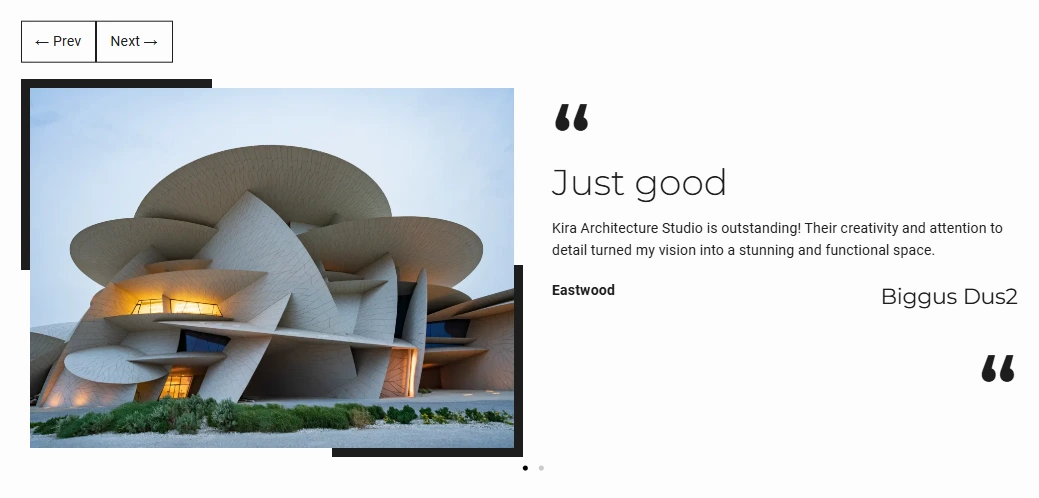 ← Prev
Next →
“
Just good
Kira Architecture Studio is outstanding! Their creativity and attention to
detail turned my vision into a stunning and functional space.
Eastwood
Biggus Dus2
“